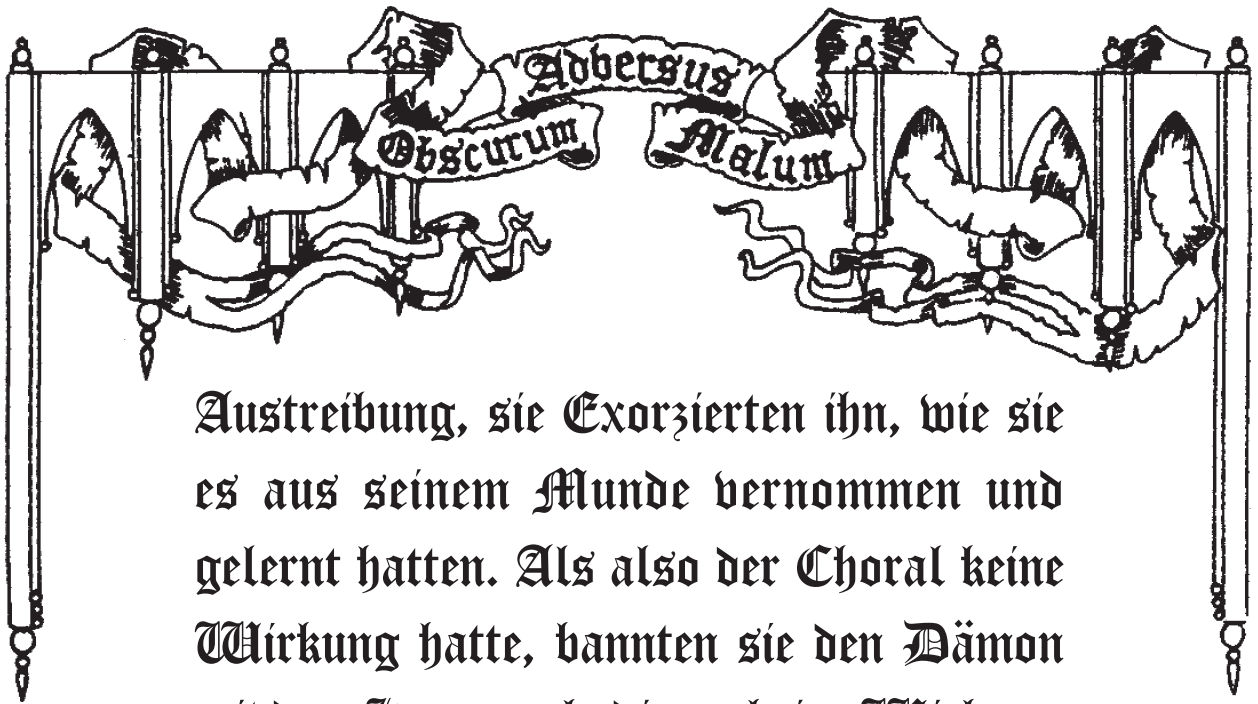 Adversus
Obscurum Malum
Austreibung, sie Exorzierten ihn, wie sie
es aus seinem Munde vernommen und
gelernt hatten. Als also der Choral keine
Wirkung hatte, bannten sie den Dämon